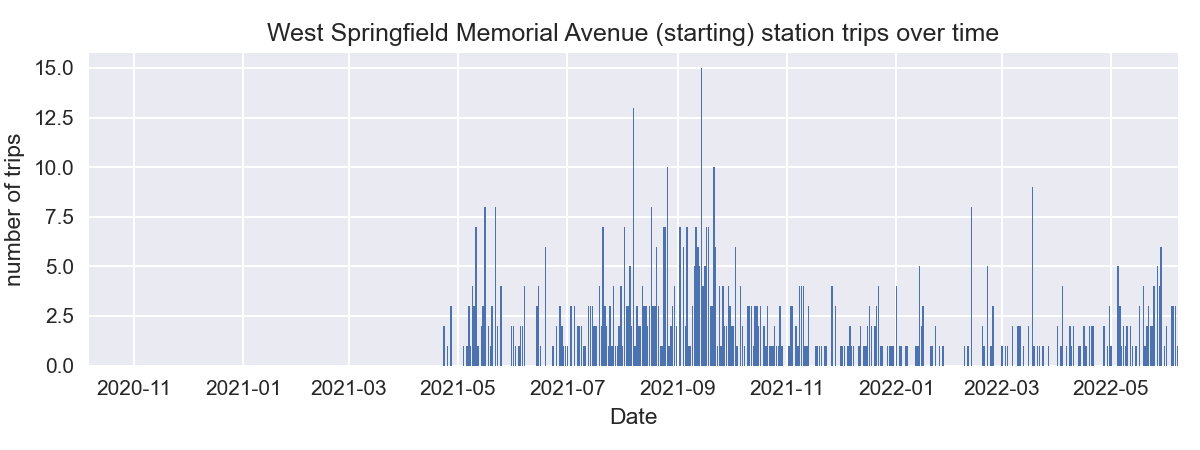 West Springfield Memorial Avenue (starting) station trips over time
number of trips
15.0
12.5
10.0
7.5
5.0
2.5
0.0
2020-11 2021-01 2021-03 2021-05 2021-07 2021-09 2021-11 2022-01 2022-03 2022-05
Date